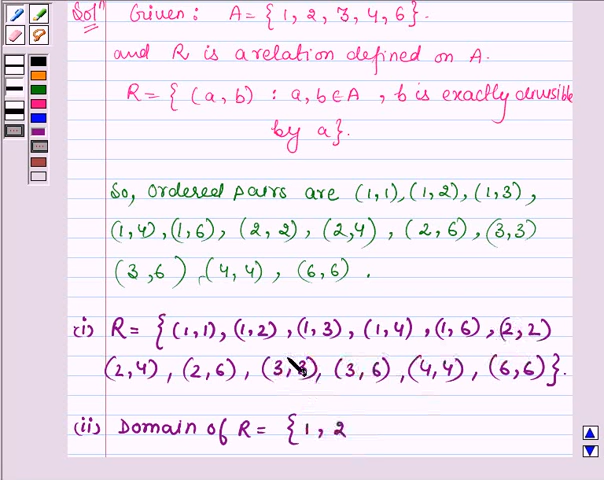 Solⁿ Given: A = {1, 2, 3, 4, 6}.
and R is a relation defined on A.
R = { (a, b) : a, b ∈ A , b is exactly divisible
by a}.
So, ordered pairs are (1,1), (1,2), (1,3),
(1,4), (1,6), (2,2), (2,4), (2,6), (3,3)
(3,6), (4,4), (6,6).
(i) R = { (1,1), (1,2), (1,3), (1,4), (1,6), (2,2)
(2,4), (2,6), (3,3), (3,6), (4,4), (6,6)}.
(ii) Domain of R = {1, 2